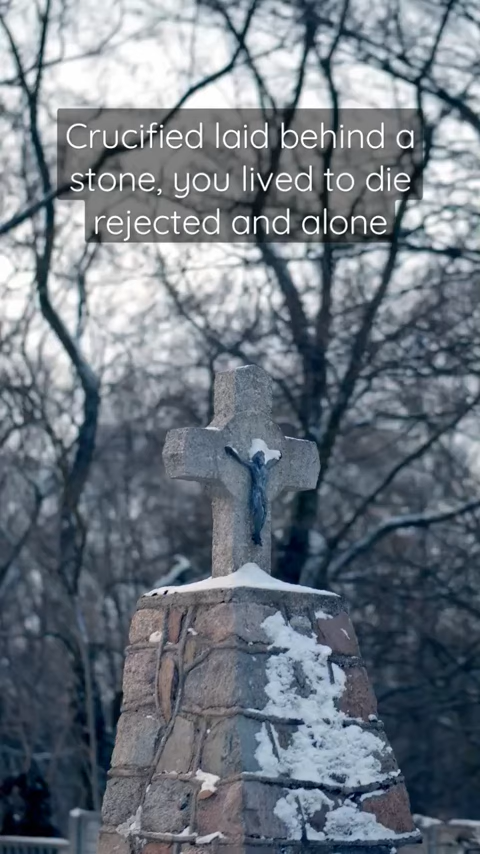 Crucified laid behind a
stone, you lived to die
rejected and alone